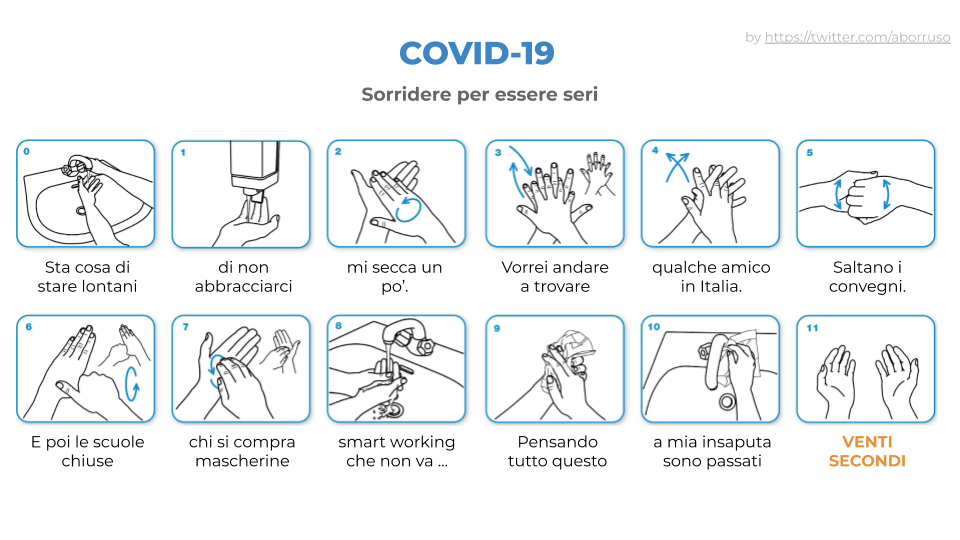 by https://twitter.com/aborruso
COVID-19
Sorridere per essere seri
0
Sta cosa di
stare lontani
1
di non
abbracciarci
2
mi secca un
po’.
3
Vorrei andare
a trovare
4
qualche amico
in Italia.
5
Saltano i
convegni.
6
E poi le scuole
chiuse
7
chi si compra
mascherine
8
smart working
che non va ...
9
Pensando
tutto questo
10
a mia insaputa
sono passati
11
VENTI
SECONDI